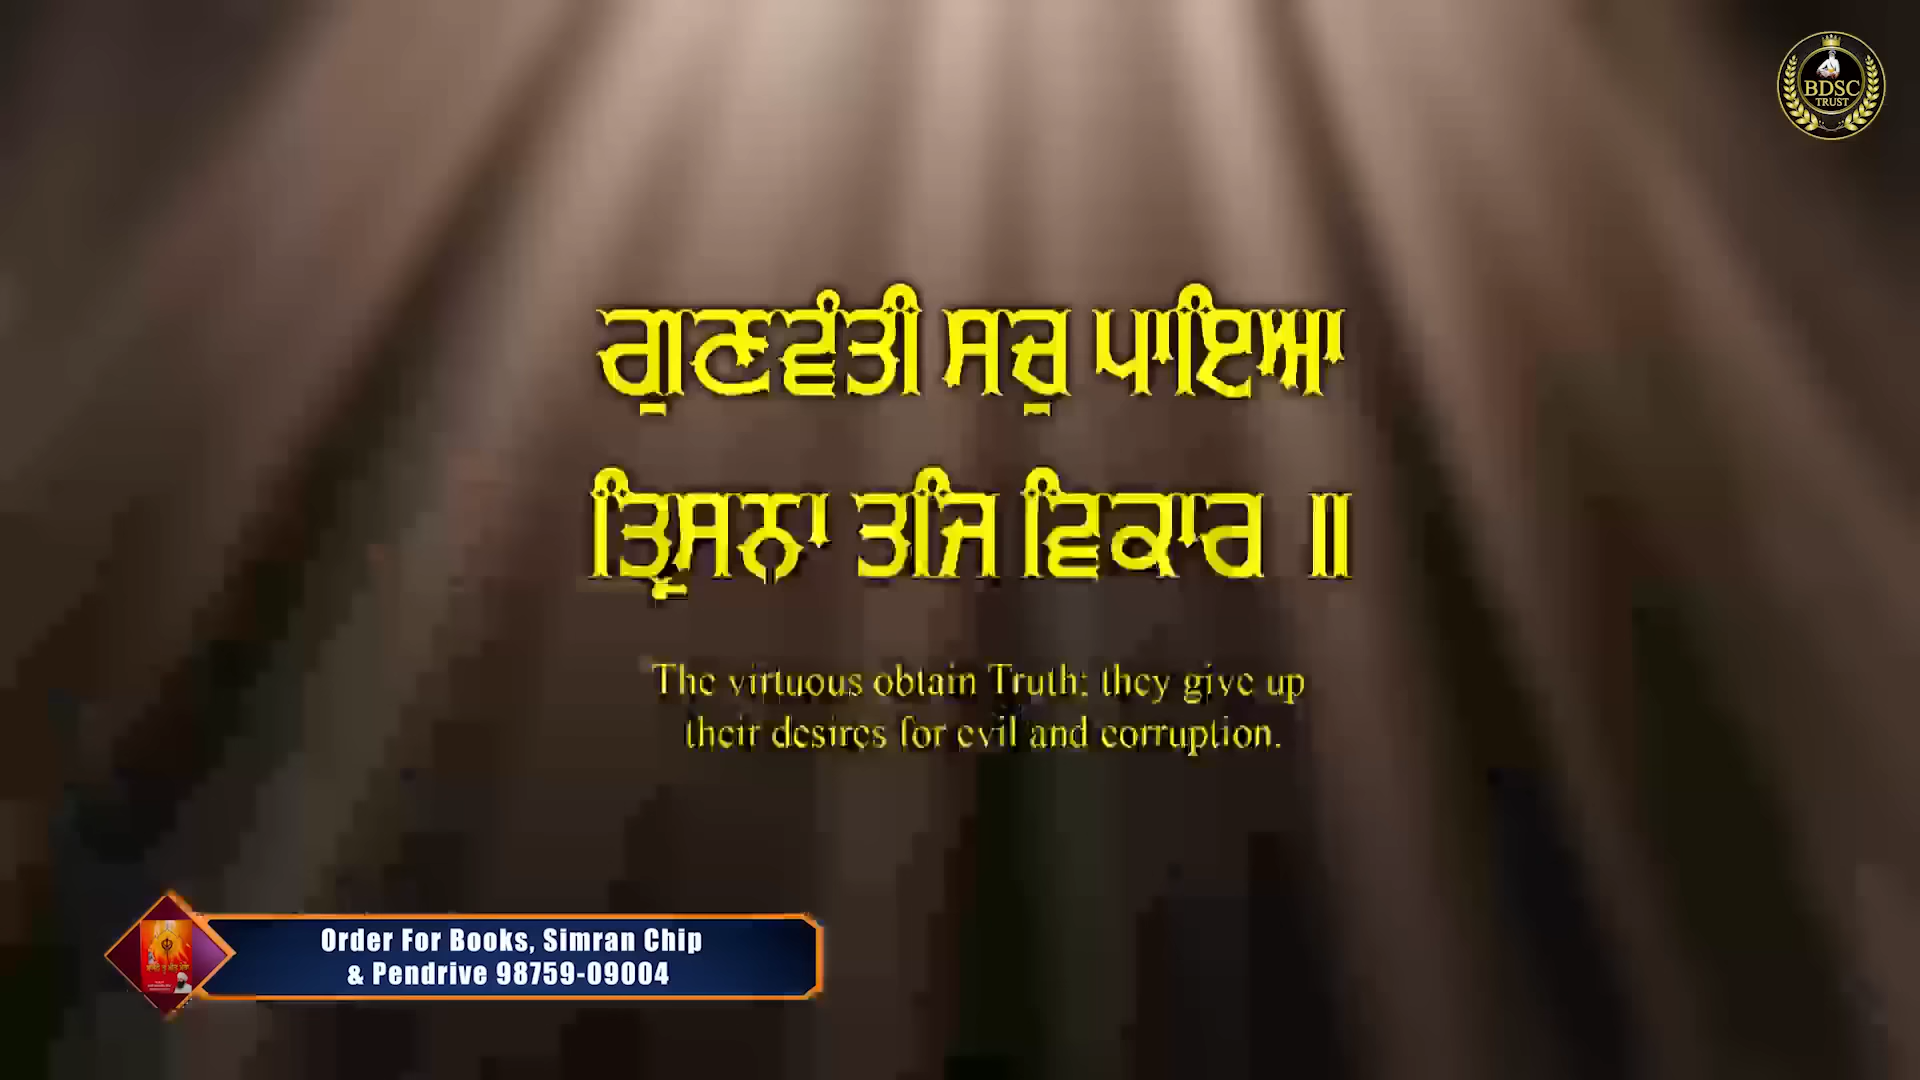 BDSC
TRUST
ਗੁਣਵੰਤੀ ਸਚੁ ਪਾਇਆ
ਤ੍ਰਿਸਨਾ ਤਜਿ ਵਿਕਾਰ ॥
The virtuous obtain Truth; they give up
their desires for evil and corruption.
Order For Books, Simran Chip
& Pendrive 98759-09004